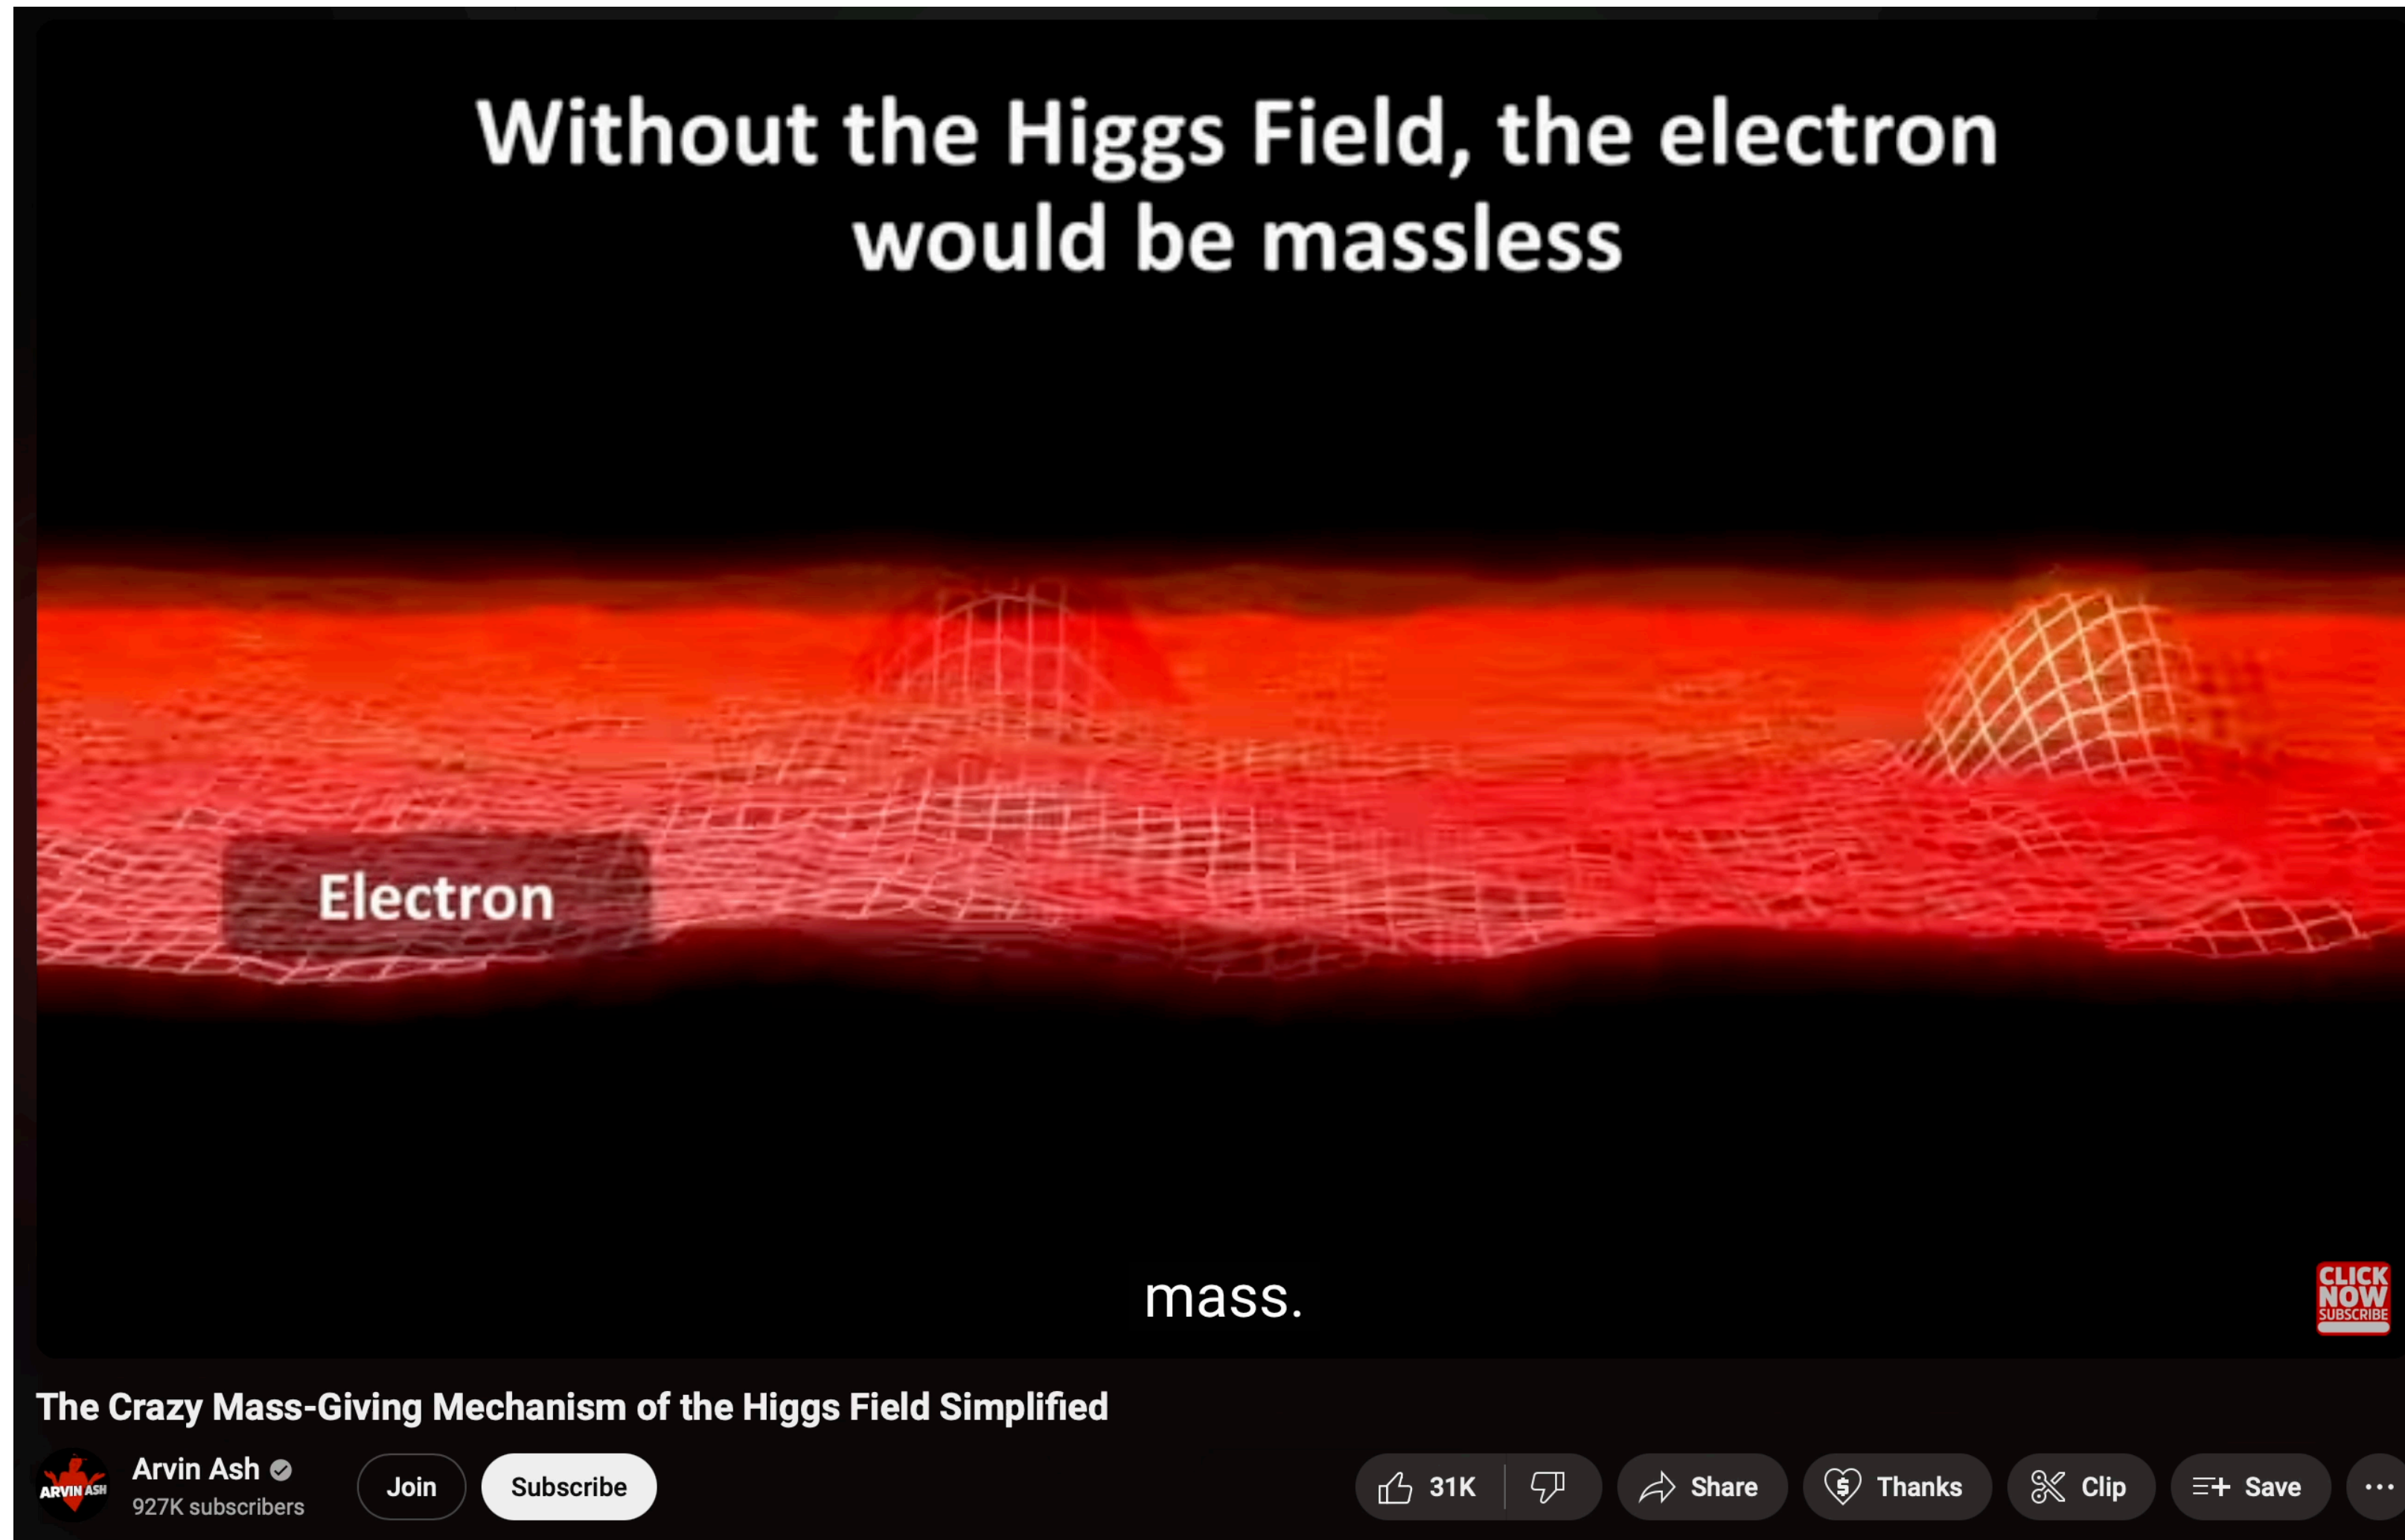 Without the Higgs Field, the electron
would be massless
Electron
mass.
CLICK
NOW
SUBSCRIBE
The Crazy Mass-Giving Mechanism of the Higgs Field Simplified
ARVIN ASH
Arvin Ash
927K subscribers
Join
Subscribe
31K
Share
Thanks
Clip
Save